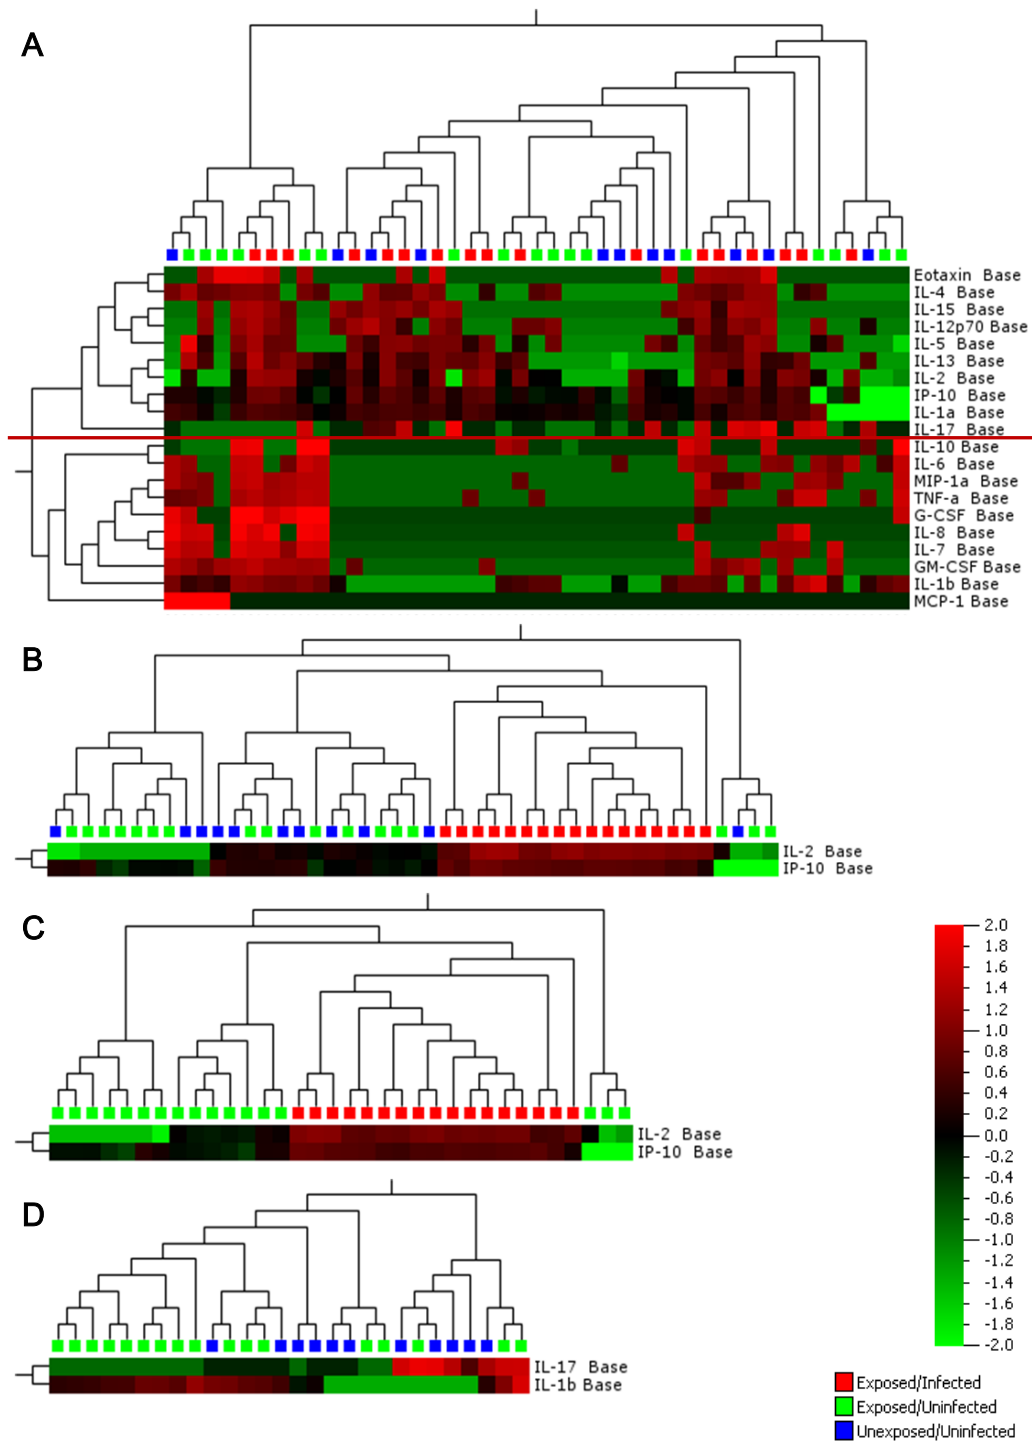 A
Eotaxin Base
IL-4 Base
IL-15 Base
IL-12p70 Base
IL-5 Base
IL-13 Base
IL-2 Base
IP-10 Base
IL-1a Base
IL-17 Base
IL-10 Base
IL-6 Base
MIP-1a Base
TNF-a Base
G-CSF Base
IL-8 Base
IL-7 Base
GM-CSF Base
IL-1b Base
MCP-1 Base
B
IL-2 Base
IP-10 Base
C
IL-2 Base
IP-10 Base
D
IL-17 Base
IL-1b Base
2.0
1.8
1.6
1.4
1.2
1.0
0.8
0.6
0.4
0.2
0.0
-0.2
-0.4
-0.6
-0.8
-1.0
-1.2
-1.4
-1.6
-1.8
-2.0
Exposed/Infected
Exposed/Uninfected
Unexposed/Uninfected